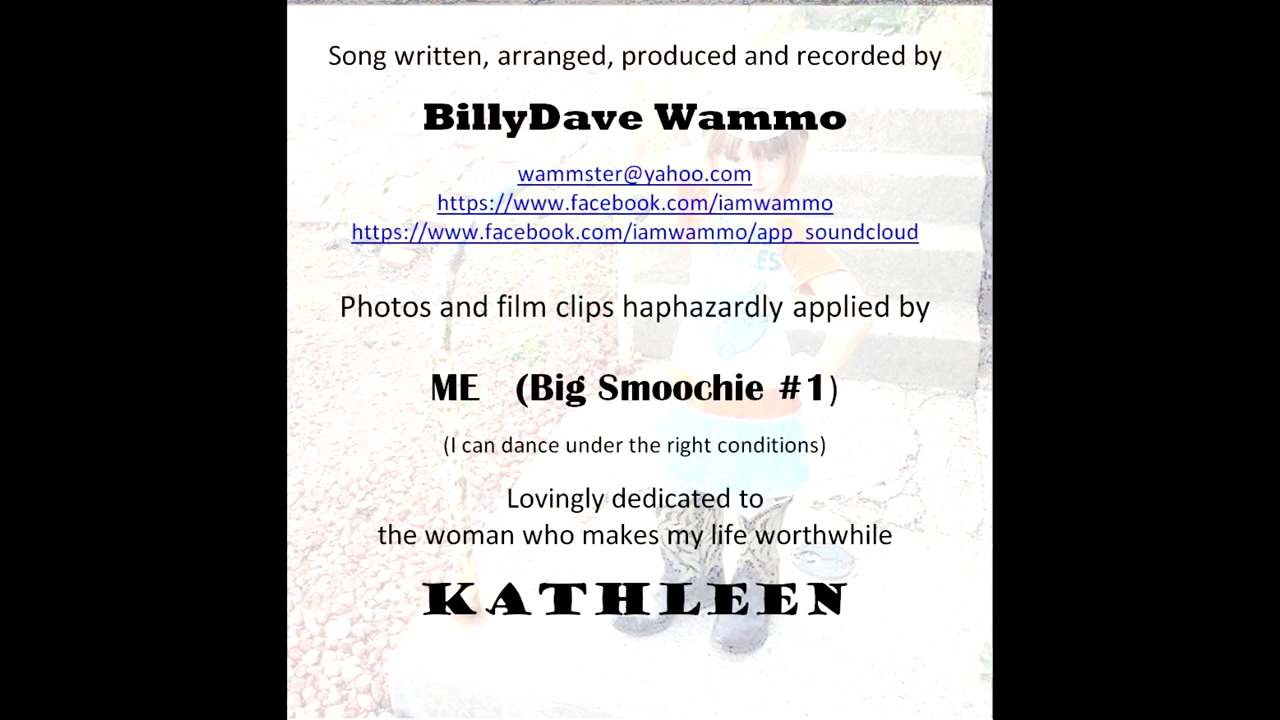 Song written, arranged, produced and recorded by
BillyDave Wammo
wammster@yahoo.com
https://www.facebook.com/iamwammo
https://www.facebook.com/iamwammo/app_soundcloud
Photos and film clips haphazardly applied by
ME (Big Smoochie #1)
(I can dance under the right conditions)
Lovingly dedicated to
the woman who makes my life worthwhile
KATHLEEN